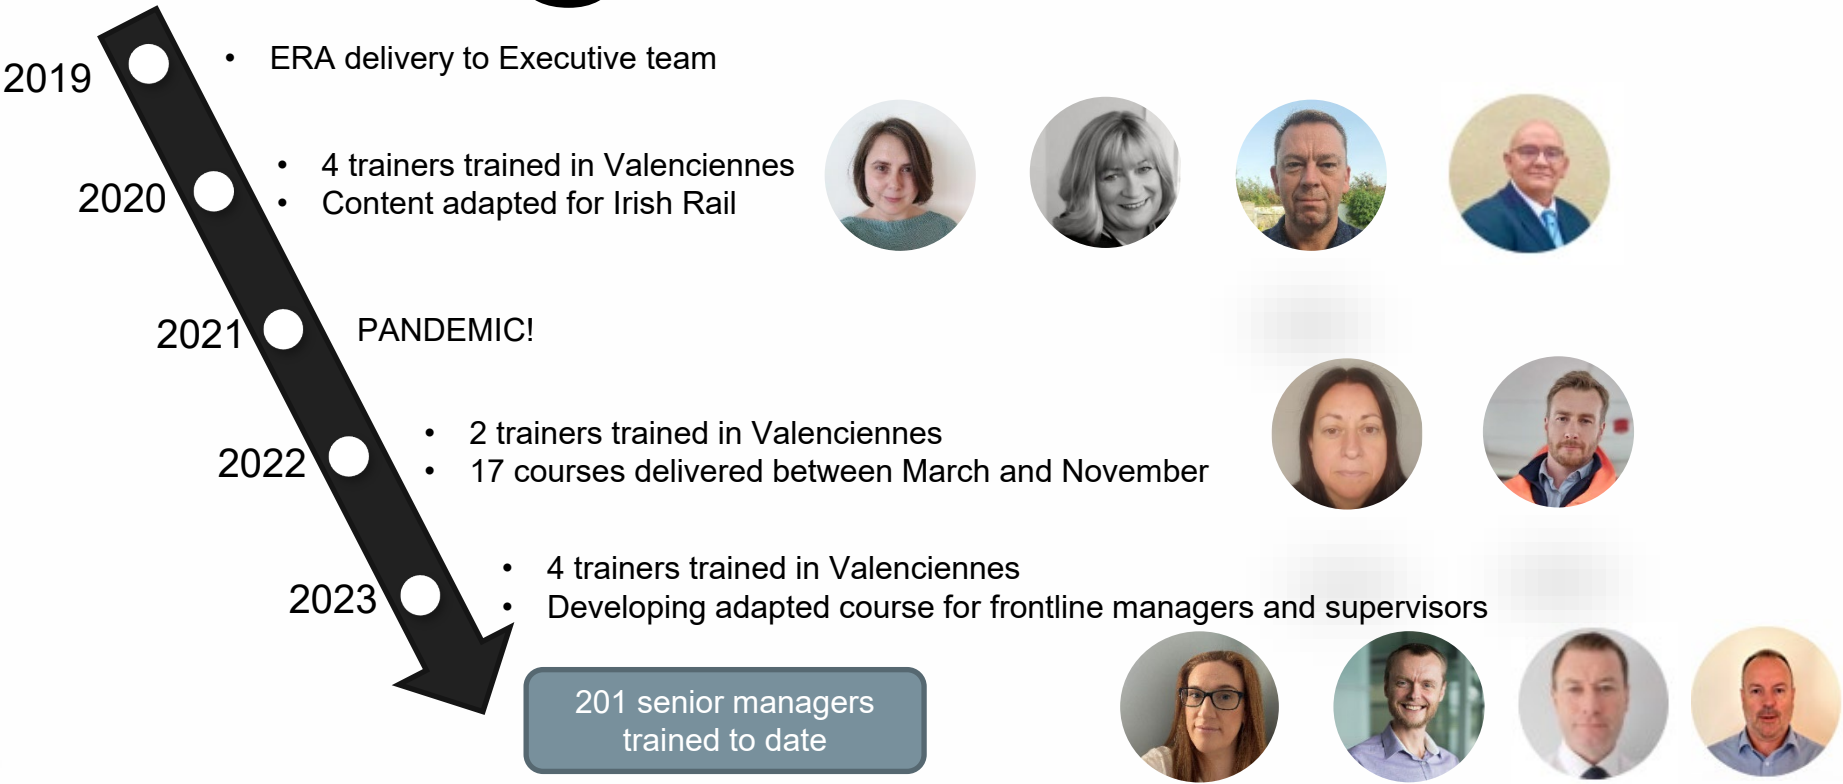 2019
ERA delivery to Executive team
2020
4 trainers trained in Valenciennes
Content adapted for Irish Rail
2021
PANDEMIC!
2022
2 trainers trained in Valenciennes
17 courses delivered between March and November
2023
4 trainers trained in Valenciennes
Developing adapted course for frontline managers and supervisors
201 senior managers
trained to date